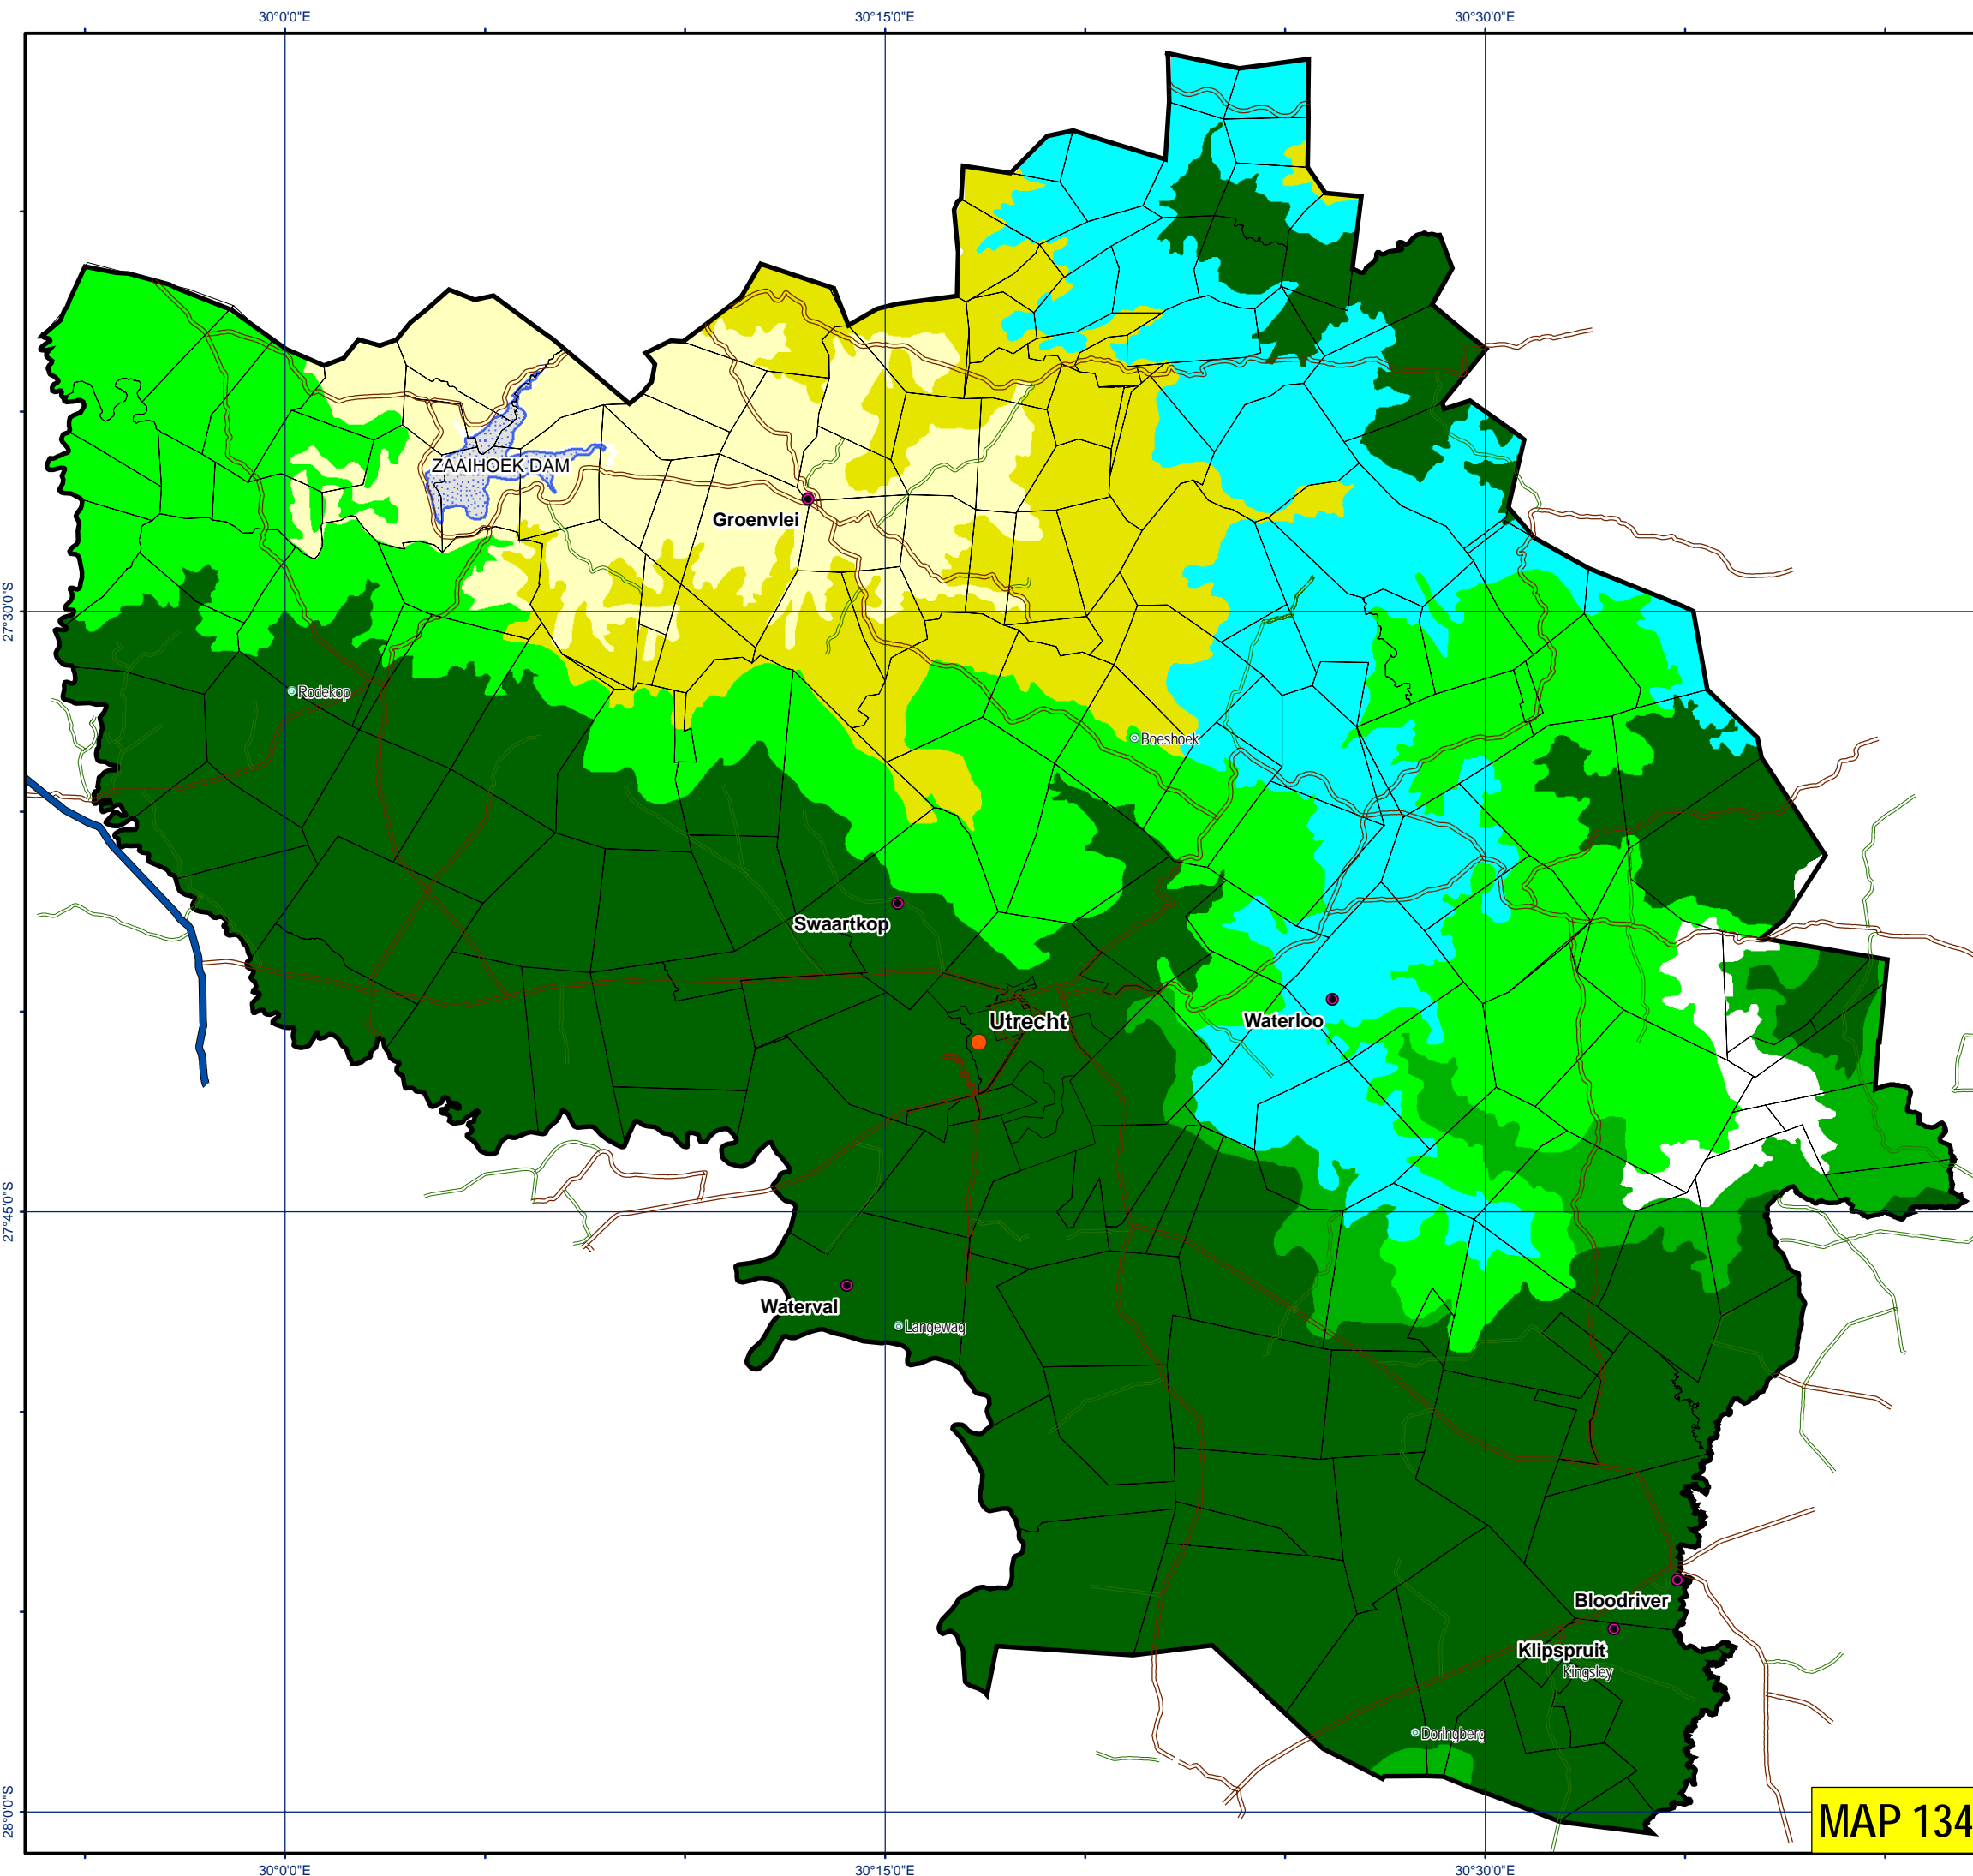 30°0'0"E
30°15'0"E
30°30'0"E
ZAAIHOEK DAM
Groenvlei
27°30'0"S
Rodekop
Boeshoek
Swaartkop
Utrecht
Waterloo
27°45'0"S
Waterval
Langewag
Bloodriver
Klipspruit
Kingsley
Doringberg
28°0'0"S
MAP 134
30°0'0"E
30°15'0"E
30°30'0"E